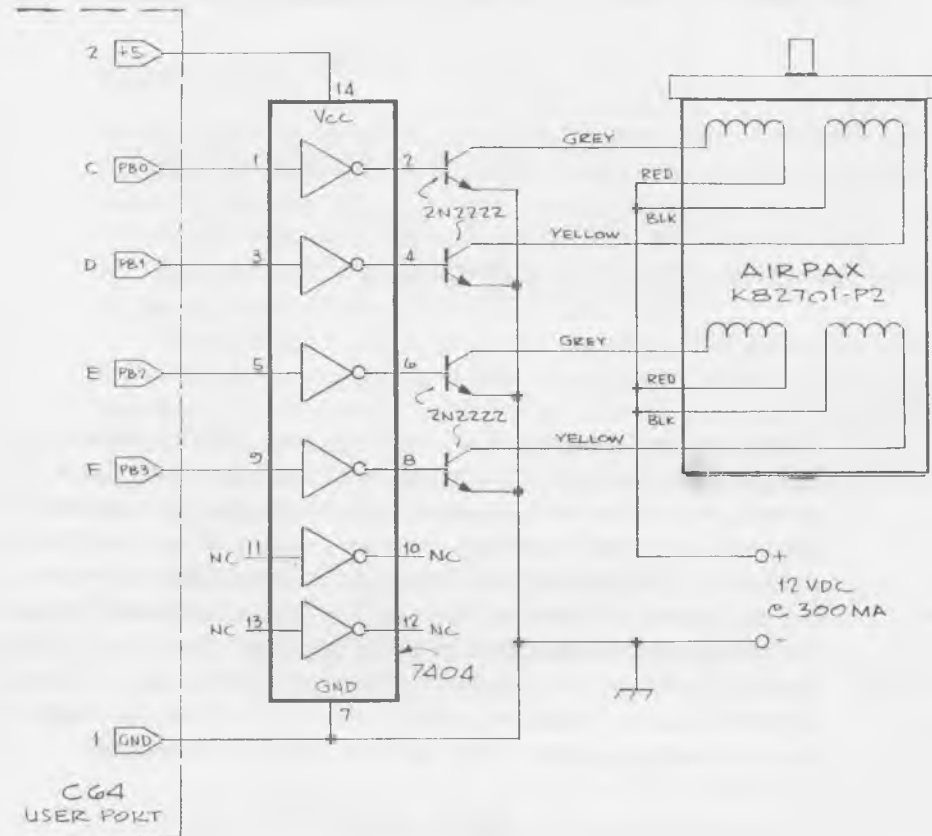 2 +5
14
VCC
C PB0 1 2
GREY
RED
2N2222
BLK
D PB1 3 4
YELLOW
AIRPAX
K82701-P2
E PB2 5 6
GREY
RED
2N2222
BLK
F PB3 9 8
YELLOW
NC 11 10 NC
+
12 VDC
@ 300 MA
NC 13 12 NC
-
7404
GND
7
1 GND
C64
USER PORT